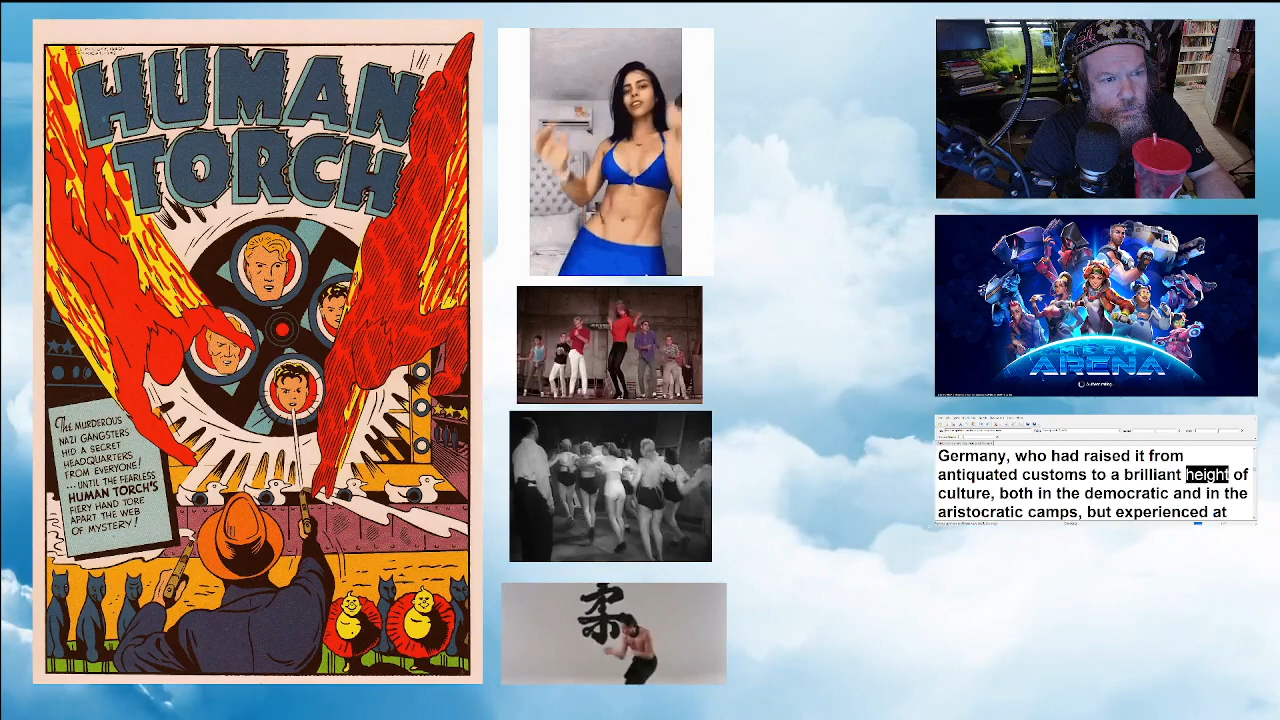 HUMAN
TORCH
THE MURDEROUS
NAZI GANGSTERS
HID A SECRET
HEADQUARTERS
FROM EVERYONE!
... UNTIL THE FEARLESS
HUMAN TORCH'S
FIERY HAND TORE
APART THE WEB
OF MYSTERY!
柔
MECH
ARENA
Germany, who had raised it from
antiquated customs to a brilliant height of
culture, both in the democratic and in the
aristocratic camps, but experienced at